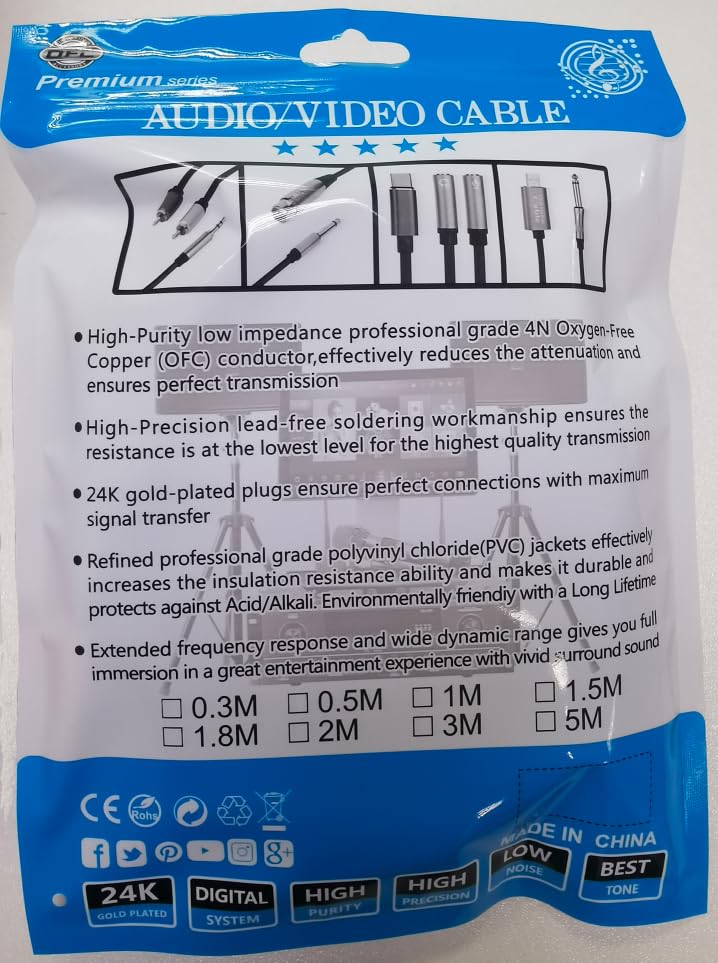 OFC
Premium series
AUDIO/VIDEO CABLE
•High-Purity low impedance professional grade 4N Oxygen-Free
Copper (OFC) conductor,effectively reduces the attenuation and
ensures perfect transmission
•High-Precision lead-free soldering workmanship ensures the
resistance is at the lowest level for the highest quality transmission
•24K gold-plated plugs ensure perfect connections with maximum
signal transfer
•Refined professional grade polyvinyl chloride(PVC) jackets effectively
increases the insulation resistance ability and makes it durable and
protects against Acid/Alkali. Environmentally friendiy with a Long Lifetime
•Extended frequency response and wide dynamic range gives you full
immersion in a great entertainment experience with vivid surround sound
□ 0.3M □ 0.5M □ 1M □ 1.5M
□ 1.8M □ 2M □ 3M □ 5M
CE Rohs
MADE IN CHINA
f P g+
24K GOLD PLATED
DIGITAL SYSTEM
HIGH PURITY
HIGH PRECISION
LOW NOISE
BEST TONE